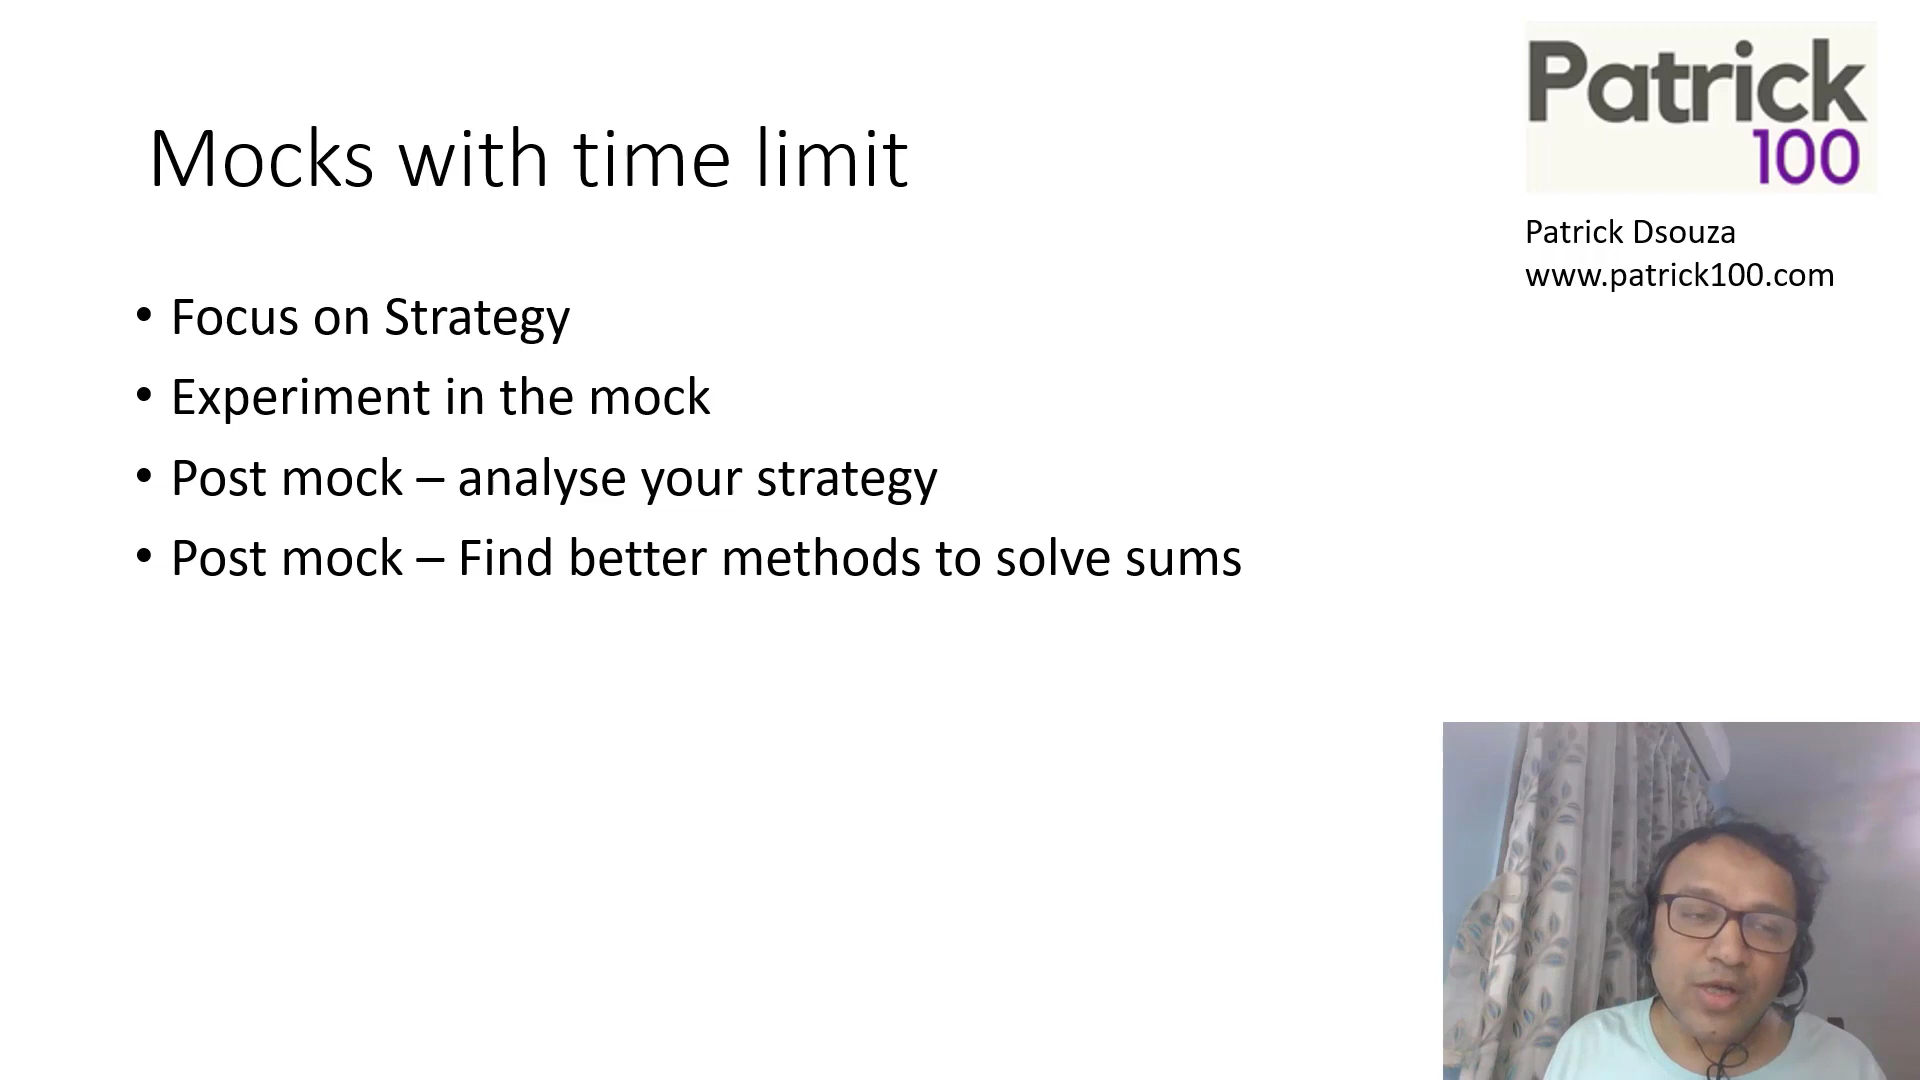 Patrick
100
Patrick Dsouza
www.patrick100.com
Mocks with time limit
• Focus on Strategy
• Experiment in the mock
• Post mock – analyse your strategy
• Post mock – Find better methods to solve sums